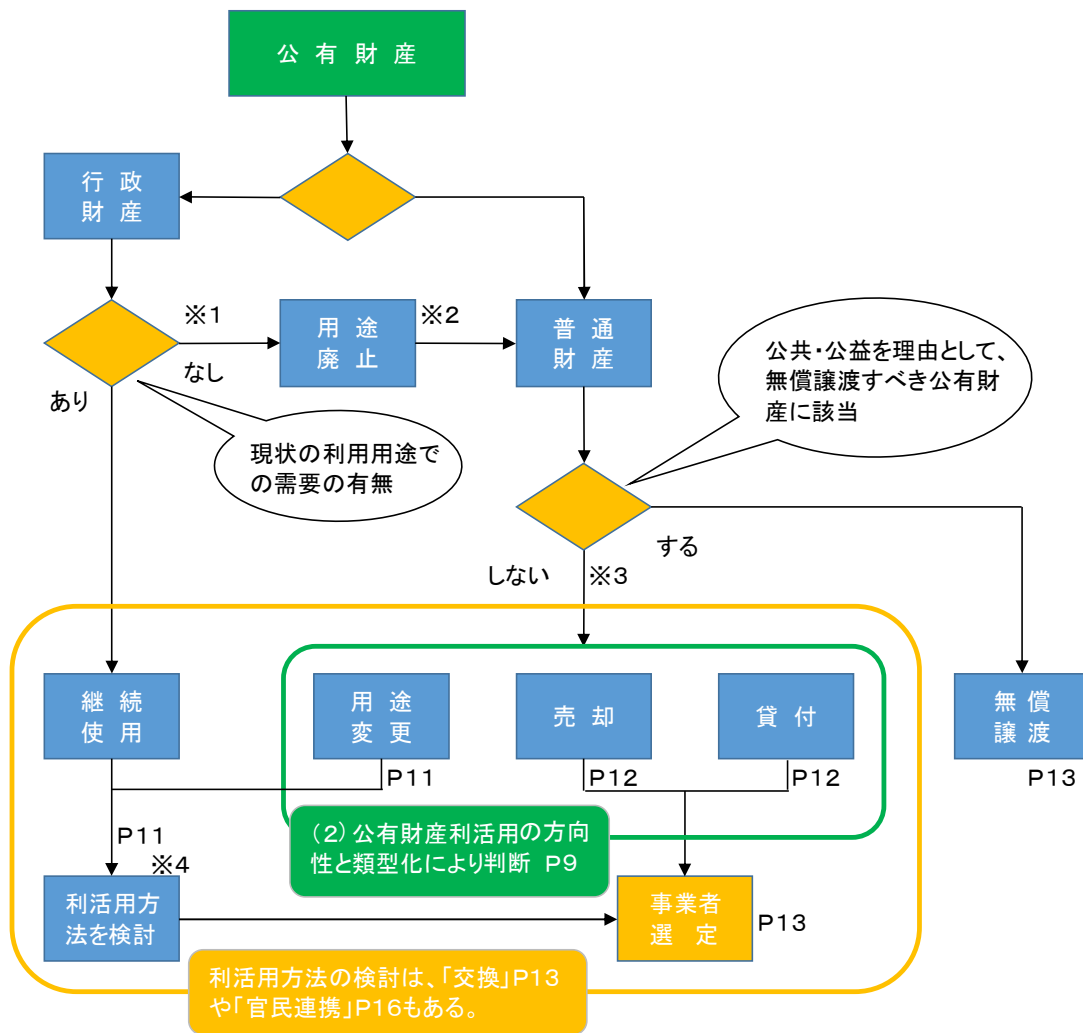 公 有 財 産
行 政
財 産
※1
用 途
廃 止
※2
普 通
財 産
なし
あり
現状の利用用途で
の需要の有無
公共・公益を理由として、
無償譲渡すべき公有財
産に該当
する
しない
※3
継 続
使 用
用 途
変 更
売 却
貸 付
無 償
譲 渡
P11
P12
P12
P13
(2)公有財産利活用の方向
性と類型化により判断 P9
P11
※4
利活用方
法を検討
事業者
選 定
P13
利活用方法の検討は、「交換」P13
や「官民連携」P16もある。